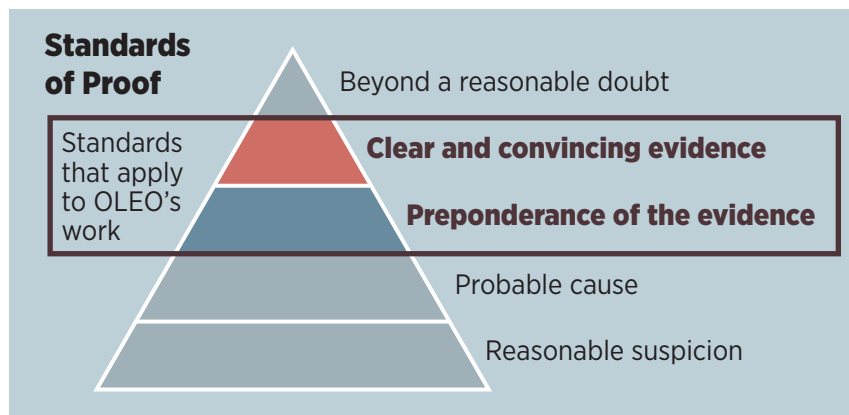 Standards
of Proof
Beyond a reasonable doubt
Standards
that apply
to OLEO’s
work
Clear and convincing evidence
Preponderance of the evidence
Probable cause
Reasonable suspicion